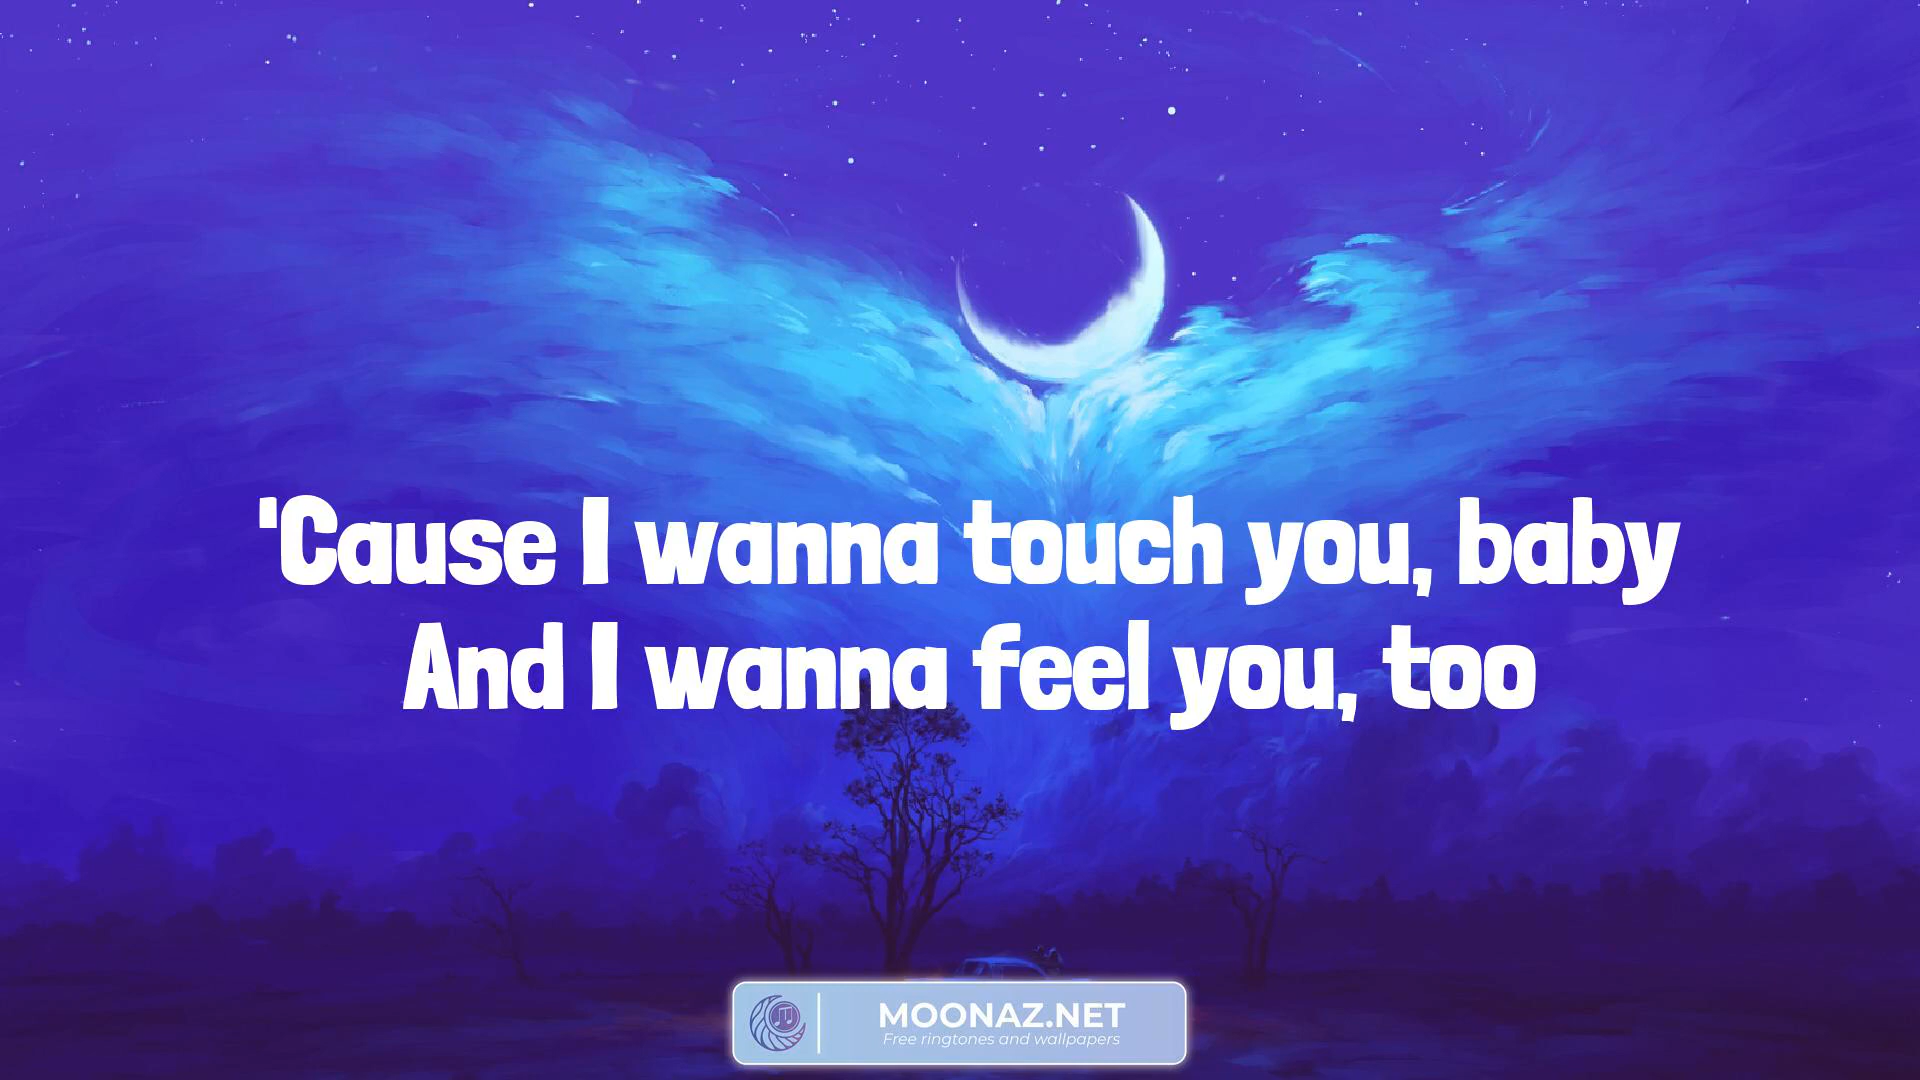 'Cause I wanna touch you, baby
And I wanna feel you, too
MOONAZ.NET
Free ringtones and wallpapers